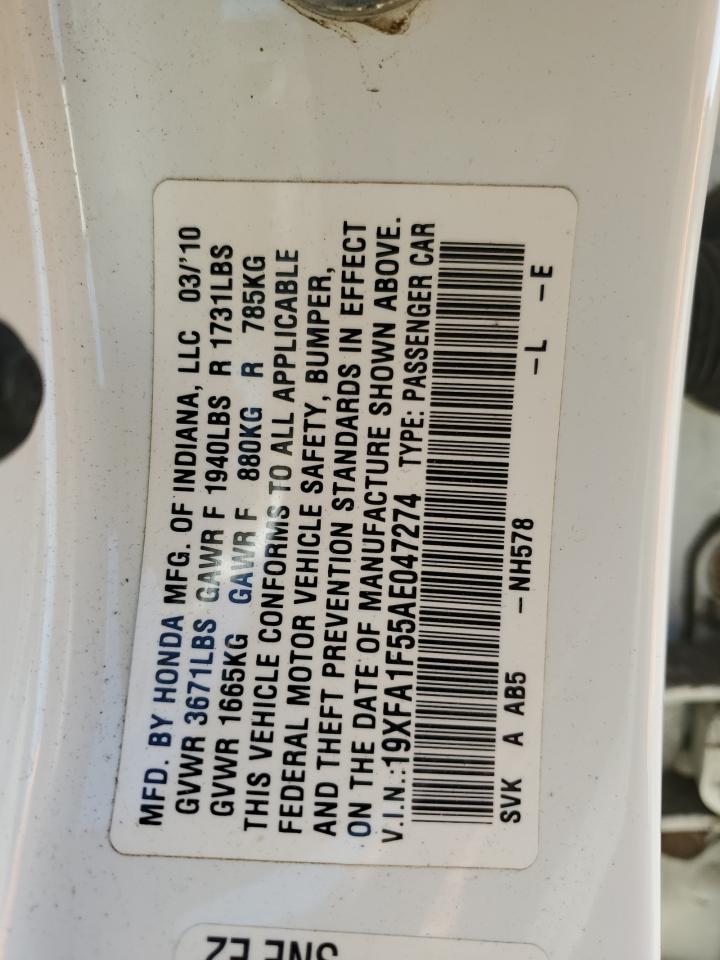 MFD. BY HONDA MFG. OF INDIANA, LLC 03/'10
GVWR 3671LBS GAWR F 1940LBS R 1731LBS
GVWR 1665KG GAWR F 880KG R 785KG
THIS VEHICLE CONFORMS TO ALL APPLICABLE
FEDERAL MOTOR VEHICLE SAFETY, BUMPER,
AND THEFT PREVENTION STANDARDS IN EFFECT
ON THE DATE OF MANUFACTURE SHOWN ABOVE.
V.I.N.:19XFA1F55AE047274 TYPE: PASSENGER CAR
SVK A AB5 -NH578 -L -E